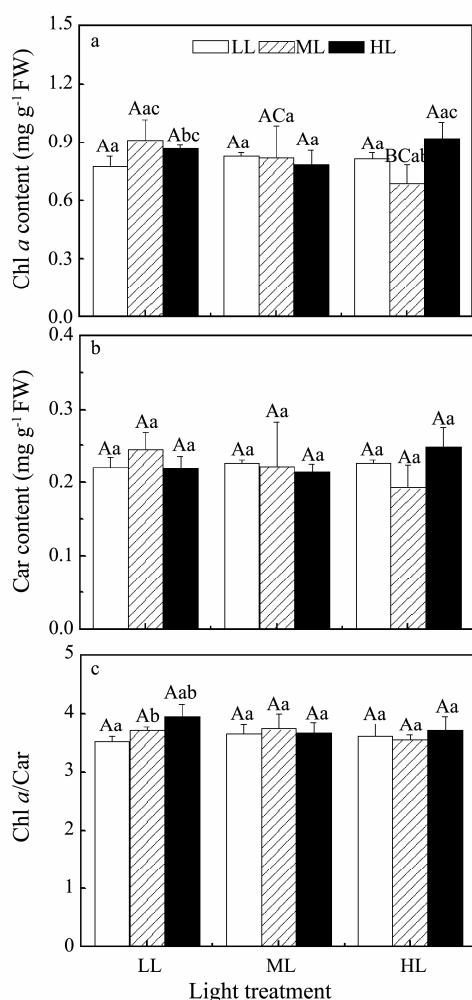 1.5
a
LL ML HL
1.2
Aac
Abc
Aa
Aa
ACa
Aa
Aa
BCab
Aac
0.9
0.6
0.3
0.0
Chl a content (mg g⁻¹ FW)
0.4
b
0.3
Aa
Aa
Aa
Aa
Aa
Aa
Aa
Aa
Aa
0.2
0.1
0.0
Car content (mg g⁻¹ FW)
5
c
Aa
Ab
Aab
Aa
Aa
Aa
Aa
Aa
Aa
4
3
2
1
0
Chl a/Car
LL ML HL
Light treatment